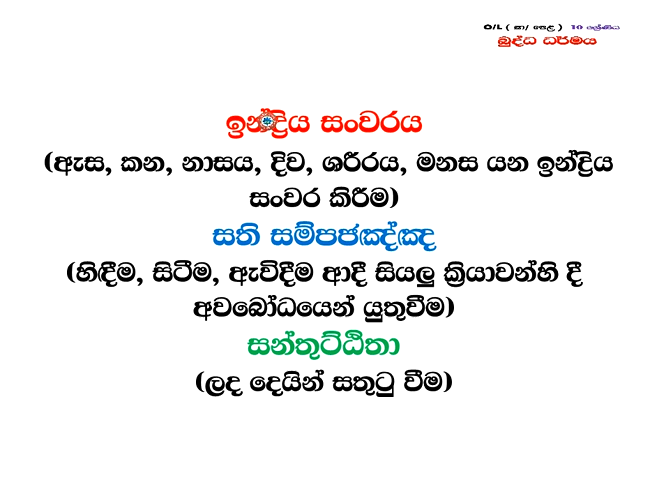 O/L ( සා/ පෙළ ) 10 ශ්‍රේණිය
බුද්ධ ධර්මය
ඉන්ද්‍රිය සංවරය
(ඇස, කන, නාසය, දිව, ශරීරය, මනස යන ඉන්ද්‍රිය
සංවර කිරීම)
සති සම්පජඤ්ඤ
(හිඳීම, සිටීම, ඇවිදීම ආදී සියලු ක්‍රියාවන්හි දී
අවබෝධයෙන් යුතුවීම)
සන්තුට්ඨිතා
(ලද දෙයින් සතුටු වීම)